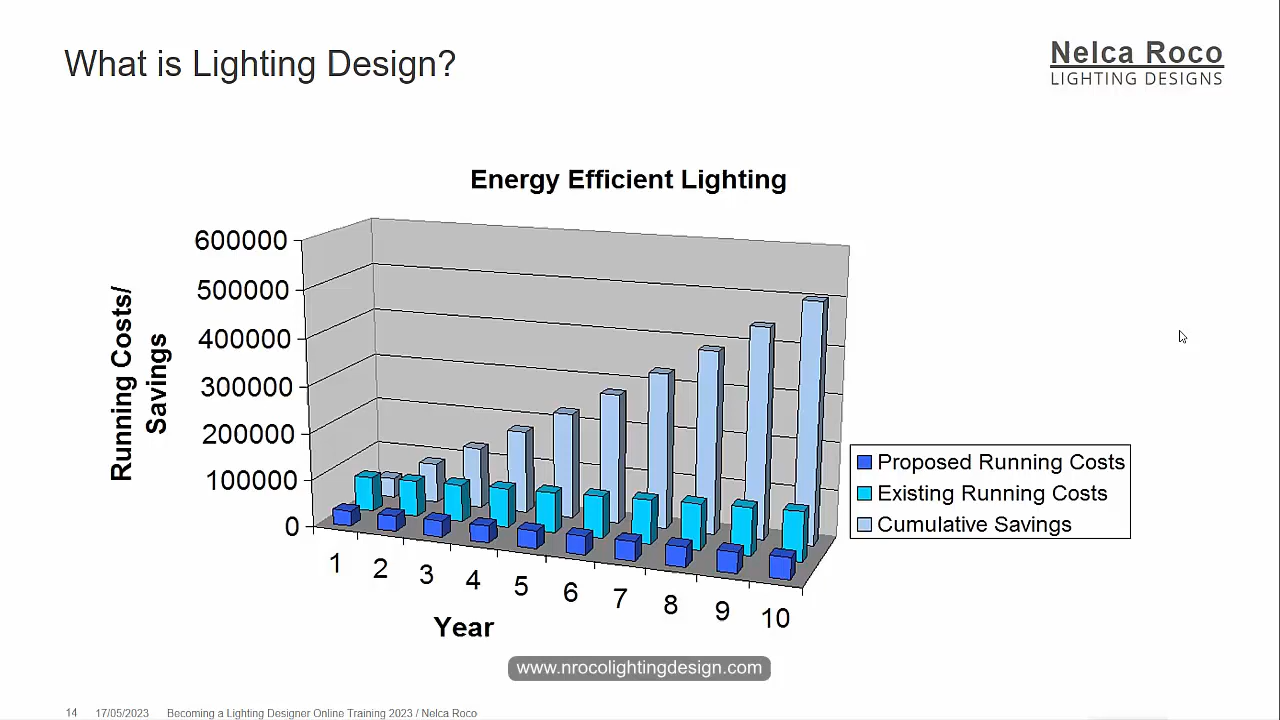 What is Lighting Design?
Nelca Roco
LIGHTING DESIGNS
Energy Efficient Lighting
Running Costs/
Savings
600000
500000
400000
300000
200000
100000
0
1 2 3 4 5 6 7 8 9 10
Year
Proposed Running Costs
Existing Running Costs
Cumulative Savings
www.nrocolightingdesign.com
14 17/05/2023 Becoming a Lighting Designer Online Training 2023 / Nelca Roco